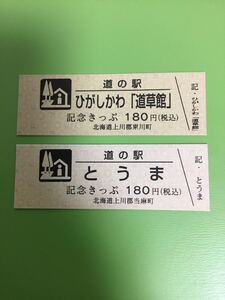 道の駅
ひがしかわ「道草館」
記念きっぷ 180円(税込)
北海道上川郡東川町
記・ひがしかわ「道草館」
道の駅
とうま
記念きっぷ 180円(税込)
北海道上川郡当麻町
記・とうま